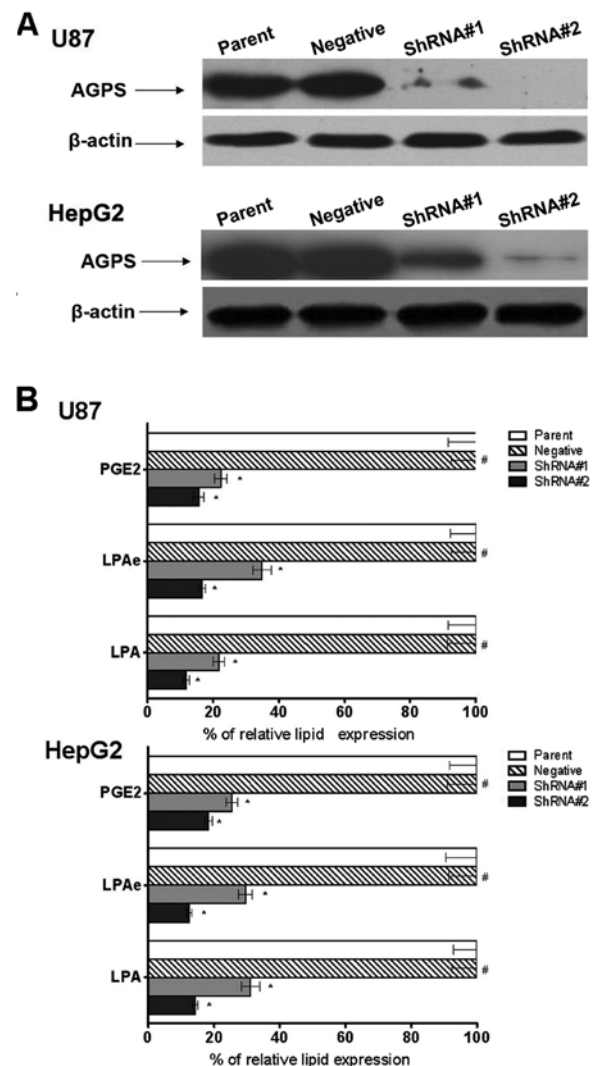 A
U87
Parent Negative ShRNA#1 ShRNA#2
AGPS
β-actin
HepG2
Parent Negative ShRNA#1 ShRNA#2
AGPS
β-actin
B
U87
Parent
Negative
ShRNA#1
ShRNA#2
PGE2
#
*
*
LPAe
#
*
*
LPA
#
*
*
0 20 40 60 80 100
% of relative lipid expression
HepG2
Parent
Negative
ShRNA#1
ShRNA#2
PGE2
#
*
*
LPAe
#
*
*
LPA
#
*
*
0 20 40 60 80 100
% of relative lipid expression